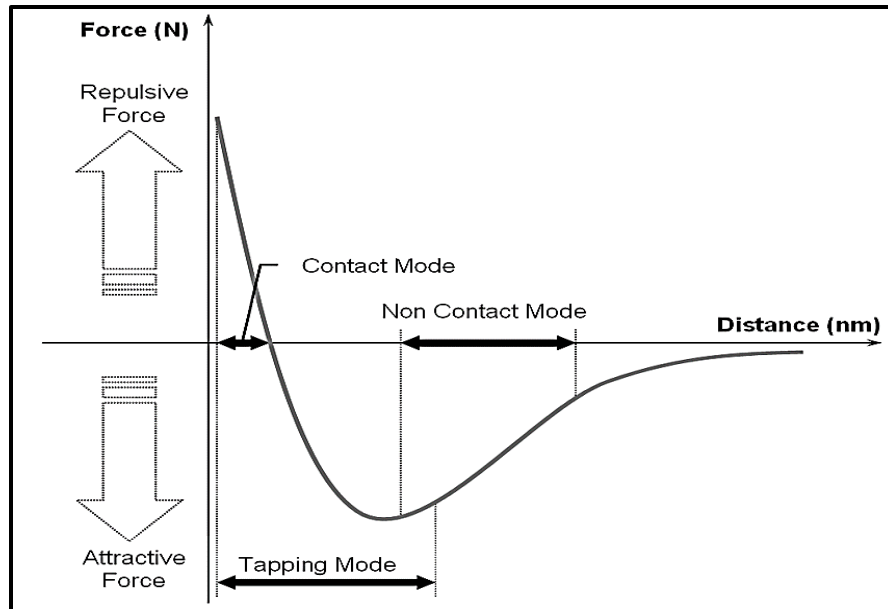 Force (N)
Repulsive
Force
Contact Mode
Non Contact Mode
Distance (nm)
Attractive
Force
Tapping Mode